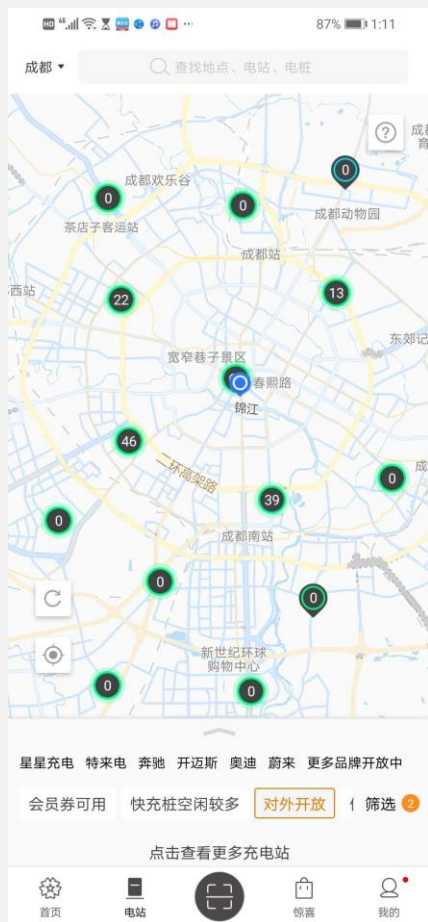 HD 4G 87% 1:11
成都
查找地点、电站、电桩
0
成都欢乐谷
0
0
成都动物园
茶店子客运站
成都站
22
13
西站
东郊记
宽窄巷子景区
春熙路
锦江
46
二环高架路
0
成
39
0
成都南站
0
0
新世纪环球
购物中心
0
0
星星充电 特来电 奔驰 开迈斯 奥迪 蔚来 更多品牌开放中
会员券可用 快充桩空闲较多 对外开放 筛选 2
点击查看更多充电站
首页 电站 惊喜 我的